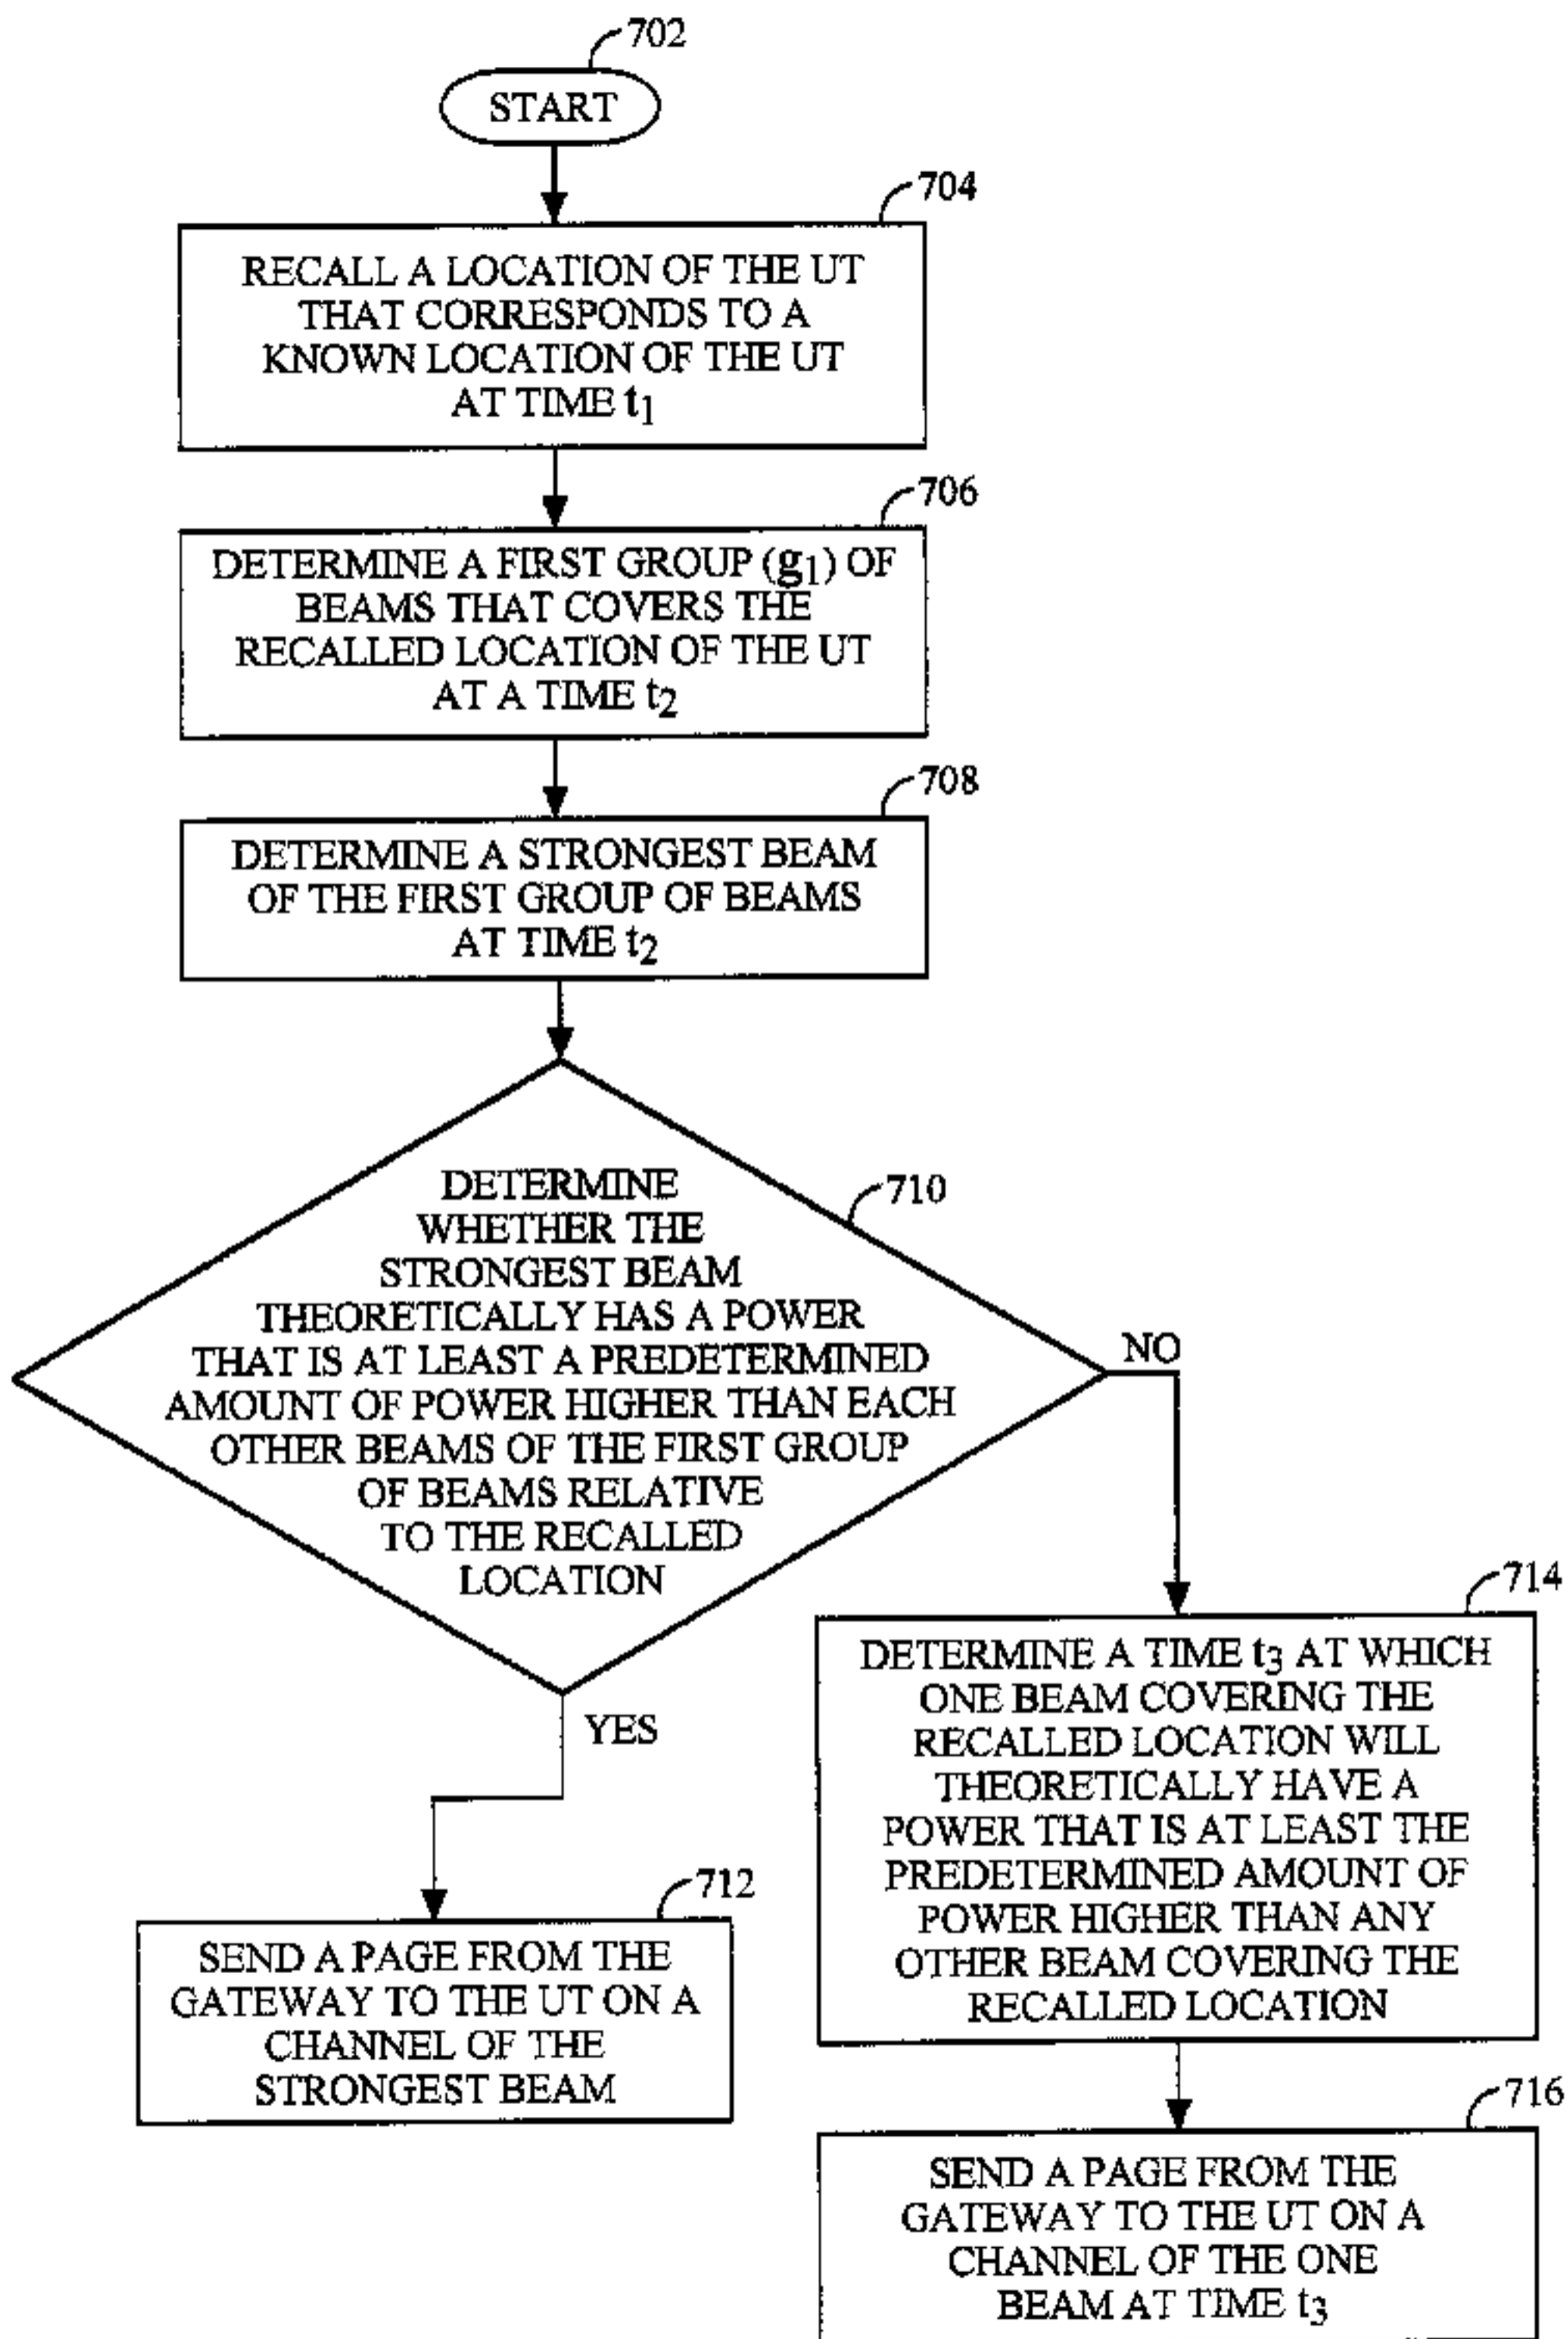 702
START
704
RECALL A LOCATION OF THE UT
THAT CORRESPONDS TO A
KNOWN LOCATION OF THE UT
AT TIME t1
706
DETERMINE A FIRST GROUP (g1) OF
BEAMS THAT COVERS THE
RECALLED LOCATION OF THE UT
AT A TIME t2
708
DETERMINE A STRONGEST BEAM
OF THE FIRST GROUP OF BEAMS
AT TIME t2
710
DETERMINE
WHETHER THE
STRONGEST BEAM
THEORETICALLY HAS A POWER
THAT IS AT LEAST A PREDETERMINED
AMOUNT OF POWER HIGHER THAN EACH
OTHER BEAMS OF THE FIRST GROUP
OF BEAMS RELATIVE
TO THE RECALLED
LOCATION
NO
YES
712
SEND A PAGE FROM THE
GATEWAY TO THE UT ON A
CHANNEL OF THE
STRONGEST BEAM
714
DETERMINE A TIME t3 AT WHICH
ONE BEAM COVERING THE
RECALLED LOCATION WILL
THEORETICALLY HAVE A
POWER THAT IS AT LEAST THE
PREDETERMINED AMOUNT OF
POWER HIGHER THAN ANY
OTHER BEAM COVERING THE
RECALLED LOCATION
716
SEND A PAGE FROM THE
GATEWAY TO THE UT ON A
CHANNEL OF THE ONE
BEAM AT TIME t3